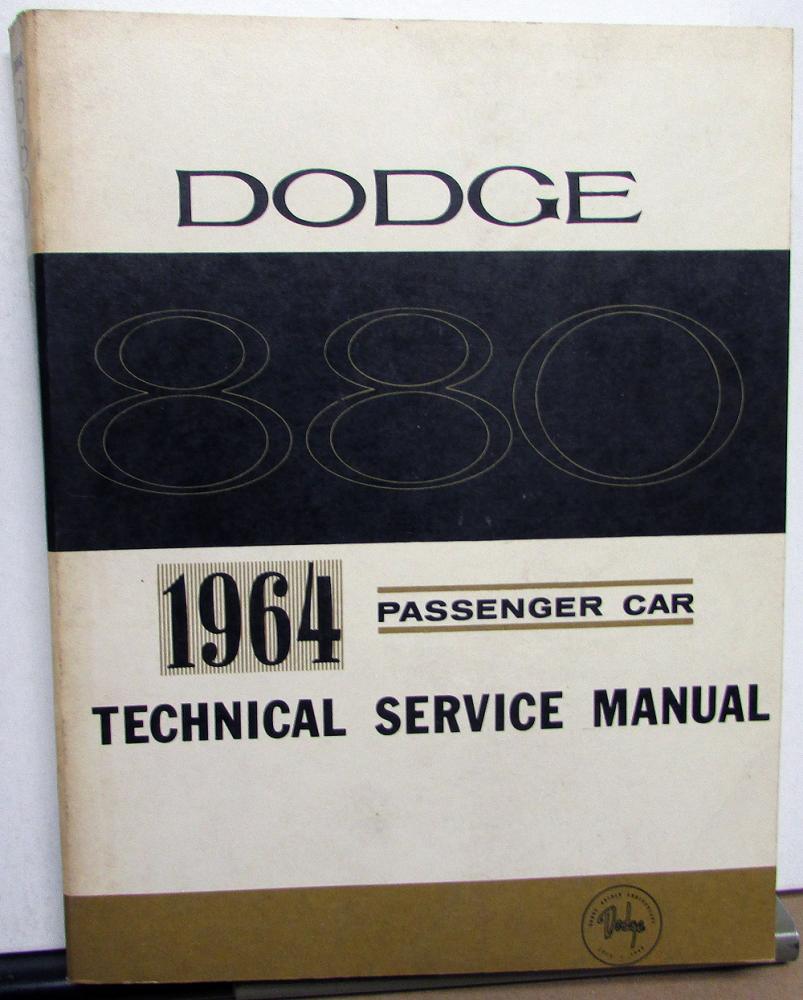 DODGE
880
1964
PASSENGER CAR
TECHNICAL SERVICE MANUAL
Dodge